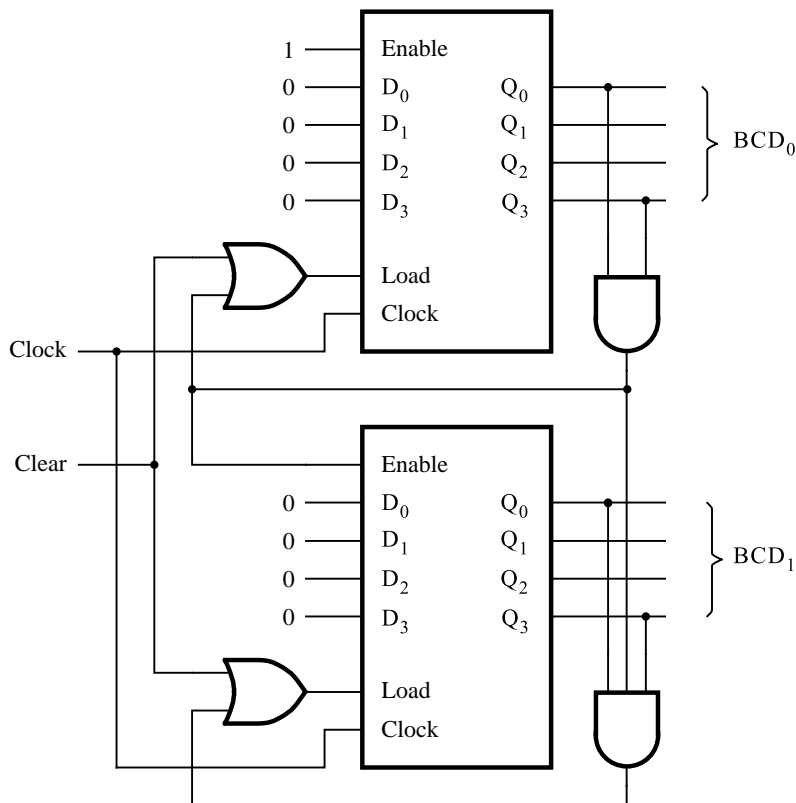 1 Enable
0 D0 Q0
0 D1 Q1
0 D2 Q2
0 D3 Q3
BCD0
Load
Clock
Clock
Clear
Enable
0 D0 Q0
0 D1 Q1
0 D2 Q2
0 D3 Q3
BCD1
Load
Clock